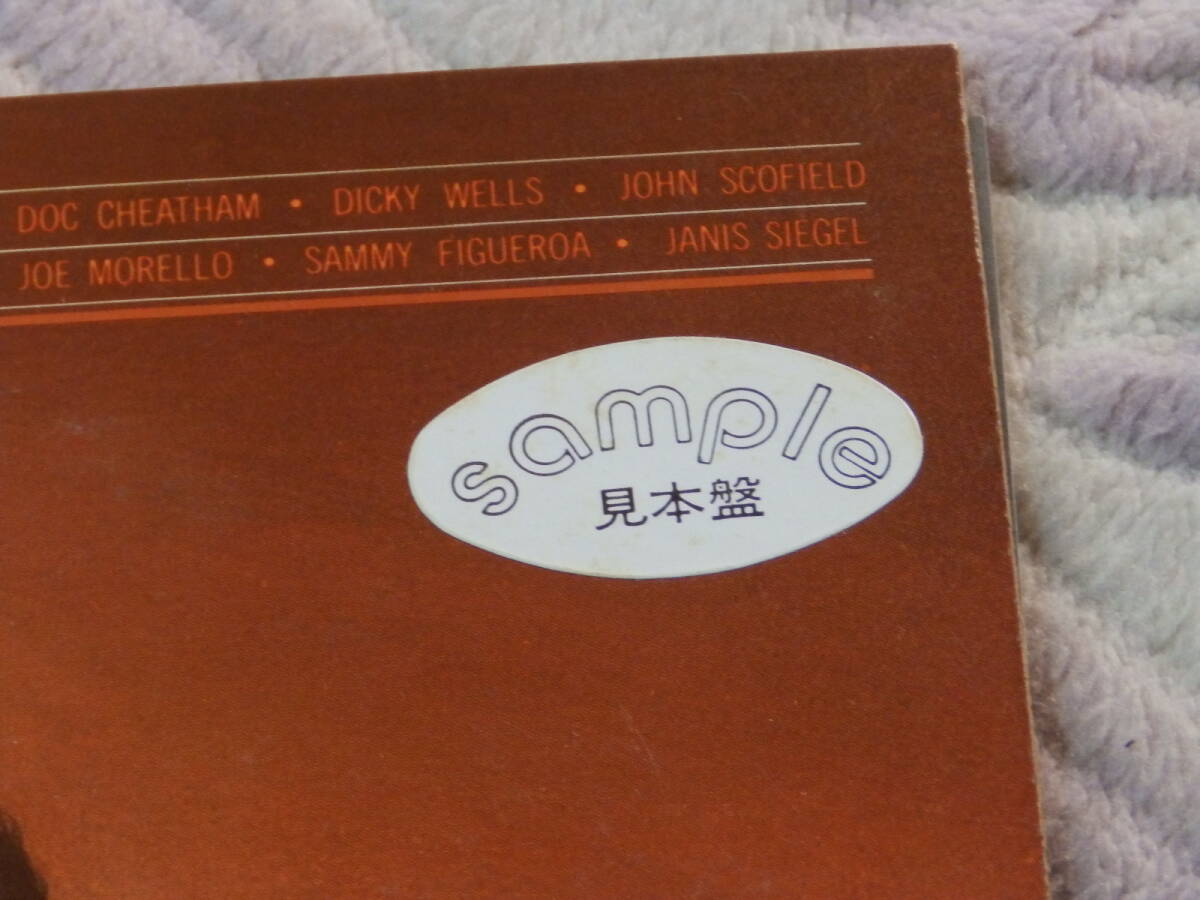 DOC CHEATHAM • DICKY WELLS • JOHN SCOFIELD
JOE MORELLO • SAMMY FIGUEROA • JANIS SIEGEL
sample
見本盤